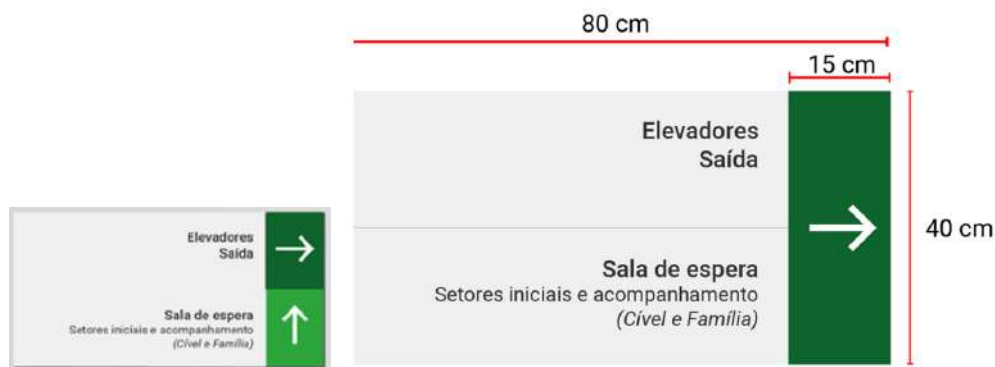 80 cm
15 cm
Elevadores
Saída
Sala de espera
Setores iniciais e acompanhamento
(Cível e Família)
40 cm
Elevadores
Saída
Sala de espera
Setores iniciais e acompanhamento
(Cível e Família)